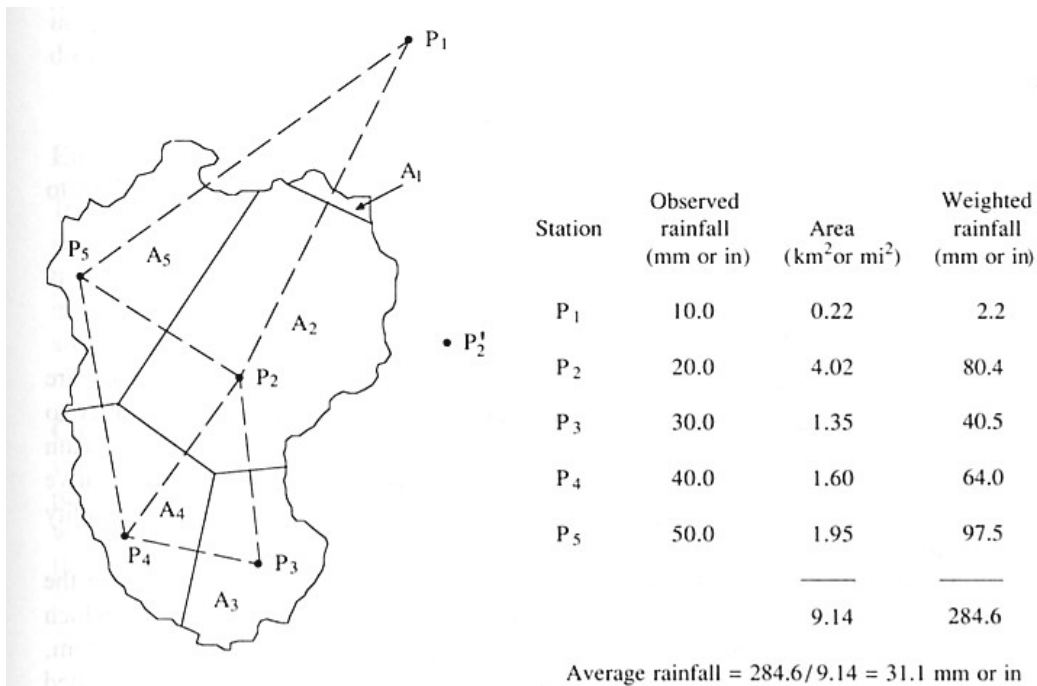 P1
A1
P5
A5
A2
P2'
P2
A4
P4
P3
A3
Station Observed rainfall (mm or in) Area (km²or mi²) Weighted rainfall (mm or in)
P1 10.0 0.22 2.2
P2 20.0 4.02 80.4
P3 30.0 1.35 40.5
P4 40.0 1.60 64.0
P5 50.0 1.95 97.5
9.14 284.6
Average rainfall = 284.6/9.14 = 31.1 mm or in